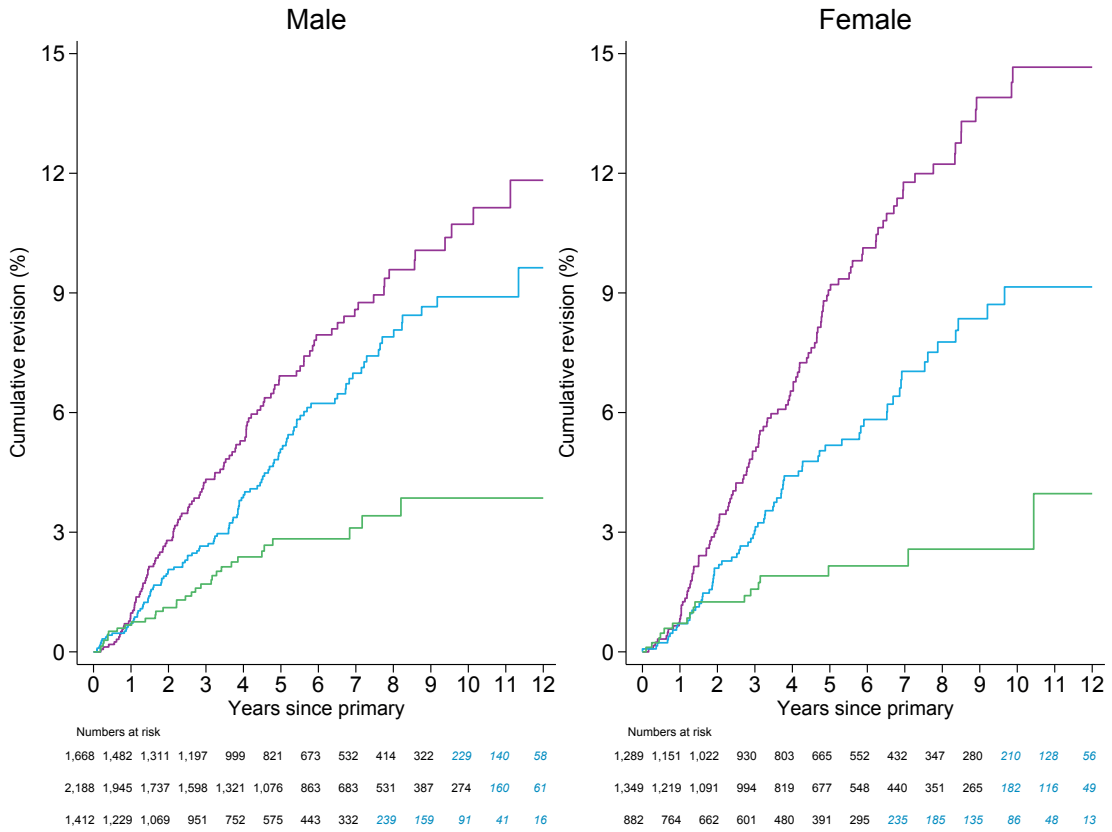 Male
Female
Cumulative revision (%)
15
12
9
6
3
0
0 1 2 3 4 5 6 7 8 9 10 11 12
Years since primary
Cumulative revision (%)
15
12
9
6
3
0
0 1 2 3 4 5 6 7 8 9 10 11 12
Years since primary
Numbers at risk
1,668 1,482 1,311 1,197 999 821 673 532 414 322 229 140 58
2,188 1,945 1,737 1,598 1,321 1,076 863 683 531 387 274 160 61
1,412 1,229 1,069 951 752 575 443 332 239 159 91 41 16
Numbers at risk
1,289 1,151 1,022 930 803 665 552 432 347 280 210 128 56
1,349 1,219 1,091 994 819 677 548 440 351 265 182 116 49
882 764 662 601 480 391 295 235 185 135 86 48 13